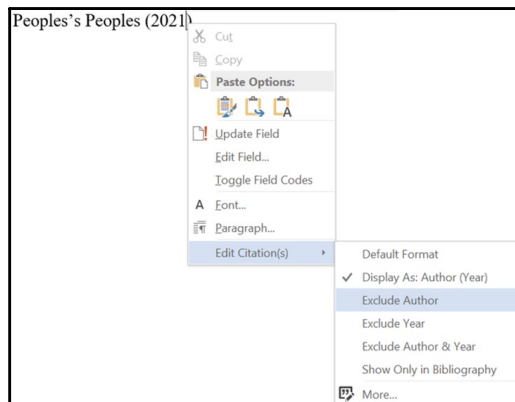 Peoples’s Peoples (2021)
Cut
Copy
Paste Options:
A
Update Field
Edit Field...
Toggle Field Codes
A Font...
Paragraph...
Edit Citation(s)
Default Format
Display As: Author (Year)
Exclude Author
Exclude Year
Exclude Author & Year
Show Only in Bibliography
More...